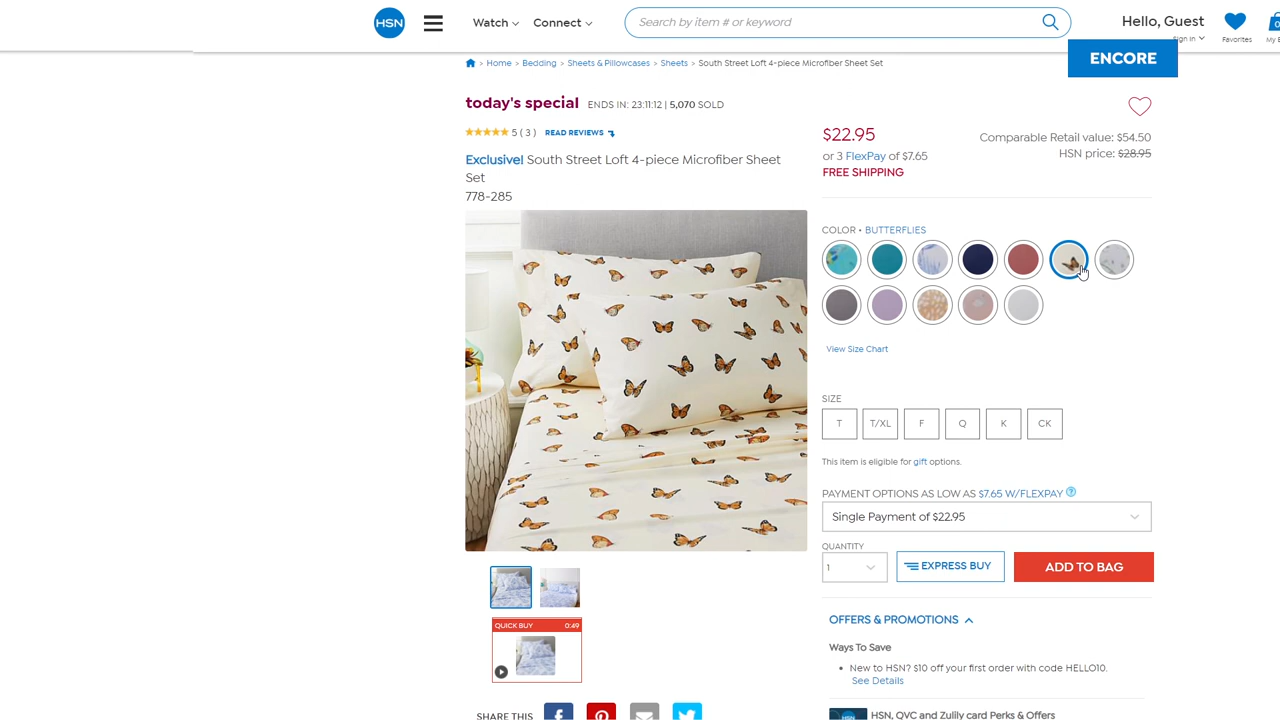 HSN
Watch
Connect
Search by item # or keyword
Hello, Guest
Sign In
Favorites
0
ENCORE
> Home > Bedding > Sheets & Pillowcases > Sheets > South Street Loft 4-piece Microfiber Sheet Set
today's special ENDS IN: 23:11:12 | 5,070 SOLD
5 ( 3 ) READ REVIEWS
Exclusive! South Street Loft 4-piece Microfiber Sheet
Set
778-285
$22.95
Comparable Retail value: $54.50
or 3 FlexPay of $7.65
HSN price: $28.95
FREE SHIPPING
COLOR • BUTTERFLIES
View Size Chart
SIZE
T T/XL F Q K CK
This item is eligible for gift options.
PAYMENT OPTIONS AS LOW AS $7.65 W/FLEXPAY ?
Single Payment of $22.95
QUANTITY
1
EXPRESS BUY
ADD TO BAG
QUICK BUY 0:49
OFFERS & PROMOTIONS
Ways To Save
• New to HSN? $10 off your first order with code HELLO10.
See Details
HSN, QVC and Zulily card Perks & Offers
SHARE THIS